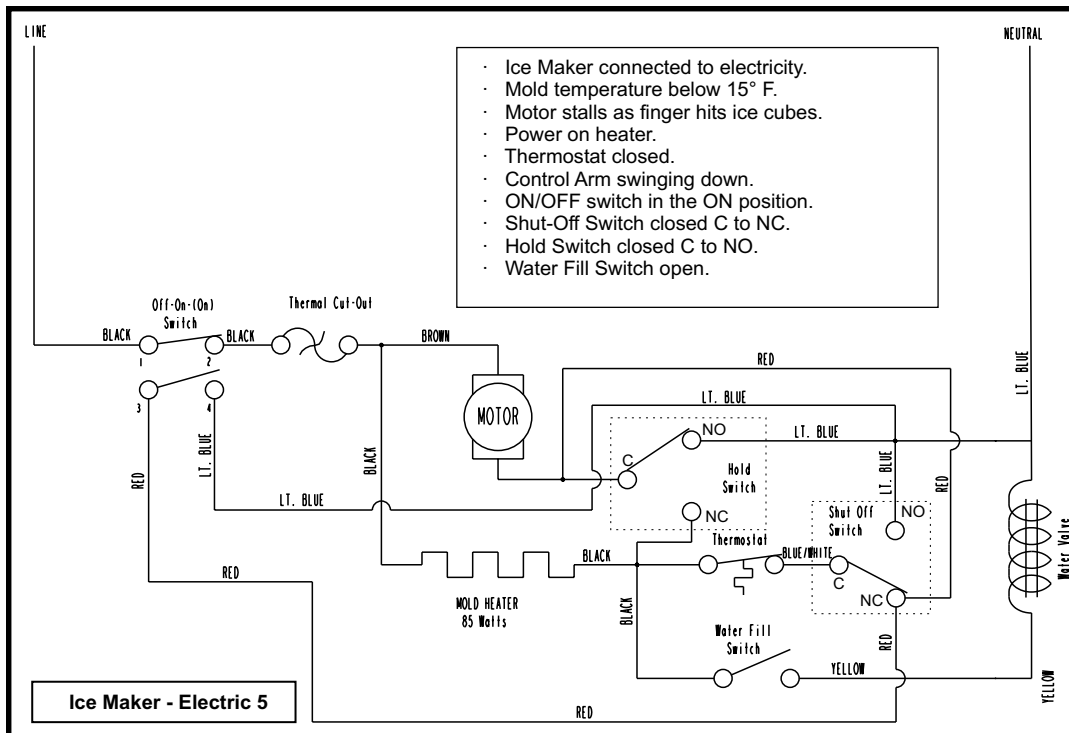 LINE
NEUTRAL
· Ice Maker connected to electricity.
· Mold temperature below 15° F.
· Motor stalls as finger hits ice cubes.
· Power on heater.
· Thermostat closed.
· Control Arm swinging down.
· ON/OFF switch in the ON position.
· Shut-Off Switch closed C to NC.
· Hold Switch closed C to NO.
· Water Fill Switch open.
Off-On-(On)
Switch
Thermal Cut-Out
BLACK
BLACK
BROWN
RED
LT. BLUE
1
2
3
4
MOTOR
LT. BLUE
NO
LT. BLUE
C
Hold
Switch
NC
RED
LT. BLUE
BLACK
LT. BLUE
LT. BLUE
RED
Shut Off
Switch
NO
Thermostat
BLACK
BLUE/WHITE
C
NC
RED
MOLD HEATER
85 Watts
BLACK
Water Fill
Switch
RED
YELLOW
Water Valve
YELLOW
Ice Maker - Electric 5
RED